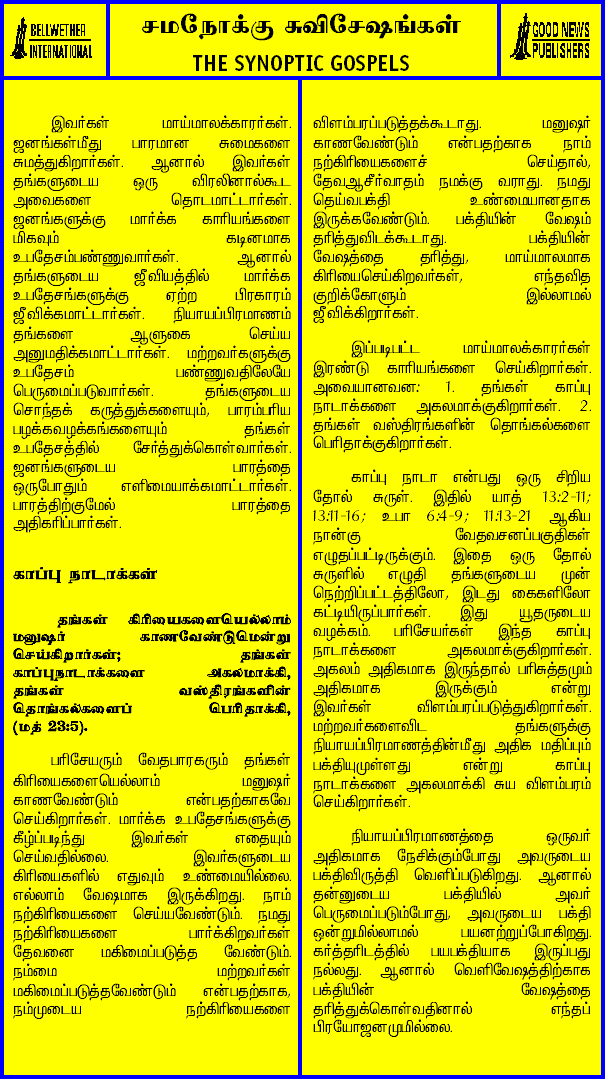 BELLWETHER
INTERNATIONAL
சமநோக்கு சுவிசேஷங்கள்
THE SYNOPTIC GOSPELS
GOOD NEWS
PUBLISHERS
இவர்கள் மாய்மாலக்காரர்கள்.
ஜனங்கள்மீது பாரமான சுமைகளை
சுமத்துகிறார்கள். ஆனால் இவர்கள்
தங்களுடைய ஒரு விரலினால்கூட
அவைகளை தொடமாட்டார்கள்.
ஜனங்களுக்கு மார்க்க காரியங்களை
மிகவும் கடினமாக
உபதேசம்பண்ணுவார்கள். ஆனால்
தங்களுடைய ஜீவியத்தில் மார்க்க
உபதேசங்களுக்கு ஏற்ற பிரகாரம்
ஜீவிக்கமாட்டார்கள். நியாயப்பிரமாணம்
தங்களை ஆளுகை செய்ய
அனுமதிக்கமாட்டார்கள். மற்றவர்களுக்கு
உபதேசம் பண்ணுவதிலேயே
பெருமைப்படுவார்கள். தங்களுடைய
சொந்தக் கருத்துக்களையும், பாரம்பரிய
பழக்கவழக்கங்களையும் தங்கள்
உபதேசத்தில் சேர்த்துக்கொள்வார்கள்.
ஜனங்களுடைய பாரத்தை
ஒருபோதும் எளிமையாக்கமாட்டார்கள்.
பாரத்திற்குமேல் பாரத்தை
அதிகரிப்பார்கள்.
காப்பு நாடாக்கள்
தங்கள் கிரியைகளையெல்லாம்
மனுஷர் காணவேண்டுமென்று
செய்கிறார்கள்; தங்கள்
காப்புநாடாக்களை அகலமாக்கி,
தங்கள் வஸ்திரங்களின்
தொங்கல்களைப் பெரிதாக்கி,
(மத் 23:5).
பரிசேயரும் வேதபாரகரும் தங்கள்
கிரியைகளையெல்லாம் மனுஷர்
காணவேண்டும் என்பதற்காகவே
செய்கிறார்கள். மார்க்க உபதேசங்களுக்கு
கீழ்ப்படிந்து இவர்கள் எதையும்
செய்வதில்லை. இவர்களுடைய
கிரியைகளில் எதுவும் உண்மையில்லை.
எல்லாம் வேஷமாக இருக்கிறது. நாம்
நற்கிரியைகளை செய்யவேண்டும். நமது
நற்கிரியைகளை பார்க்கிறவர்கள்
தேவனை மகிமைப்படுத்த வேண்டும்.
நம்மை மற்றவர்கள்
மகிமைப்படுத்தவேண்டும் என்பதற்காக,
நம்முடைய நற்கிரியைகளை
விளம்பரப்படுத்தக்கூடாது. மனுஷர்
காணவேண்டும் என்பதற்காக நாம்
நற்கிரியைகளைச் செய்தால்,
தேவஆசீர்வாதம் நமக்கு வராது. நமது
தெய்வபக்தி உண்மையானதாக
இருக்கவேண்டும். பக்தியின் வேஷம்
தரித்துவிடக்கூடாது. பக்தியின்
வேஷத்தை தரித்து, மாய்மாலமாக
கிரியைசெய்கிறவர்கள், எந்தவித
குறிக்கோளும் இல்லாமல்
ஜீவிக்கிறார்கள்.
இப்படிபட்ட மாய்மாலக்காரர்கள்
இரண்டு காரியங்களை செய்கிறார்கள்.
அவையானவன: 1. தங்கள் காப்பு
நாடாக்களை அகலமாக்குகிறார்கள். 2.
தங்கள் வஸ்திரங்களின் தொங்கல்களை
பெரிதாக்குகிறார்கள்.
காப்பு நாடா என்பது ஒரு சிறிய
தோல் சுருள். இதில் யாத் 13:2-11;
13:11-16; உபா 6:4-9; 11:13-21 ஆகிய
நான்கு வேதவசனப்பகுதிகள்
எழுதப்பட்டிருக்கும். இதை ஒரு தோல்
சுருளில் எழுதி தங்களுடைய முன்
நெற்றிப்பட்டத்திலோ, இடது கைகளிலோ
கட்டியிருப்பார்கள். இது யூதருடைய
வழக்கம். பரிசேயர்கள் இந்த காப்பு
நாடாக்களை அகலமாக்குகிறார்கள்.
அகலம் அதிகமாக இருந்தால் பரிசுத்தமும்
அதிகமாக இருக்கும் என்று
இவர்கள் விளம்பரப்படுத்துகிறார்கள்.
மற்றவர்களைவிட தங்களுக்கு
நியாயப்பிரமாணத்தின்மீது அதிக மதிப்பும்
பக்தியுமுள்ளது என்று காப்பு
நாடாக்களை அகலமாக்கி சுய விளம்பரம்
செய்கிறார்கள்.
நியாயப்பிரமாணத்தை ஒருவர்
அதிகமாக நேசிக்கும்போது அவருடைய
பக்திவிருத்தி வெளிப்படுகிறது. ஆனால்
தன்னுடைய பக்தியில் அவர்
பெருமைப்படும்போது, அவருடைய பக்தி
ஒன்றுமில்லாமல் பயனற்றுப்போகிறது.
கர்த்தரிடத்தில் பயபக்தியாக இருப்பது
நல்லது. ஆனால் வெளிவேஷத்திற்காக
பக்தியின் வேஷத்தை
தரித்துக்கொள்வதினால் எந்தப்
பிரயோஜனமுமில்லை.